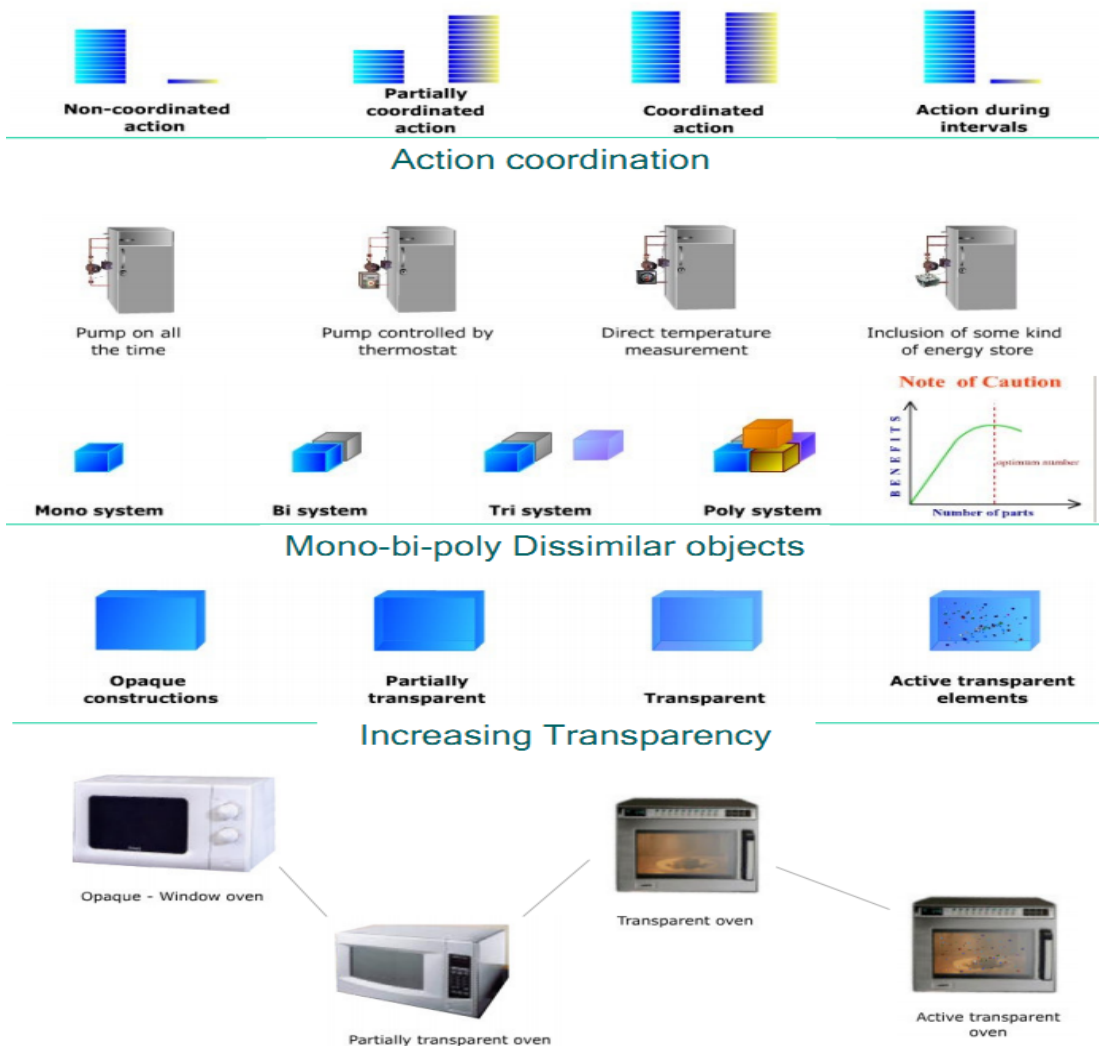 Non-coordinated
action
Partially
coordinated
action
Coordinated
action
Action during
intervals
Action coordination
Pump on all
the time
Pump controlled by
thermostat
Direct temperature
measurement
Inclusion of some kind
of energy store
Note of Caution
BENEFITS
optimum number
Number of parts
Mono system
Bi system
Tri system
Poly system
Mono-bi-poly Dissimilar objects
Opaque
constructions
Partially
transparent
Transparent
Active transparent
elements
Increasing Transparency
Opaque - Window oven
Partially transparent oven
Transparent oven
Active transparent
oven